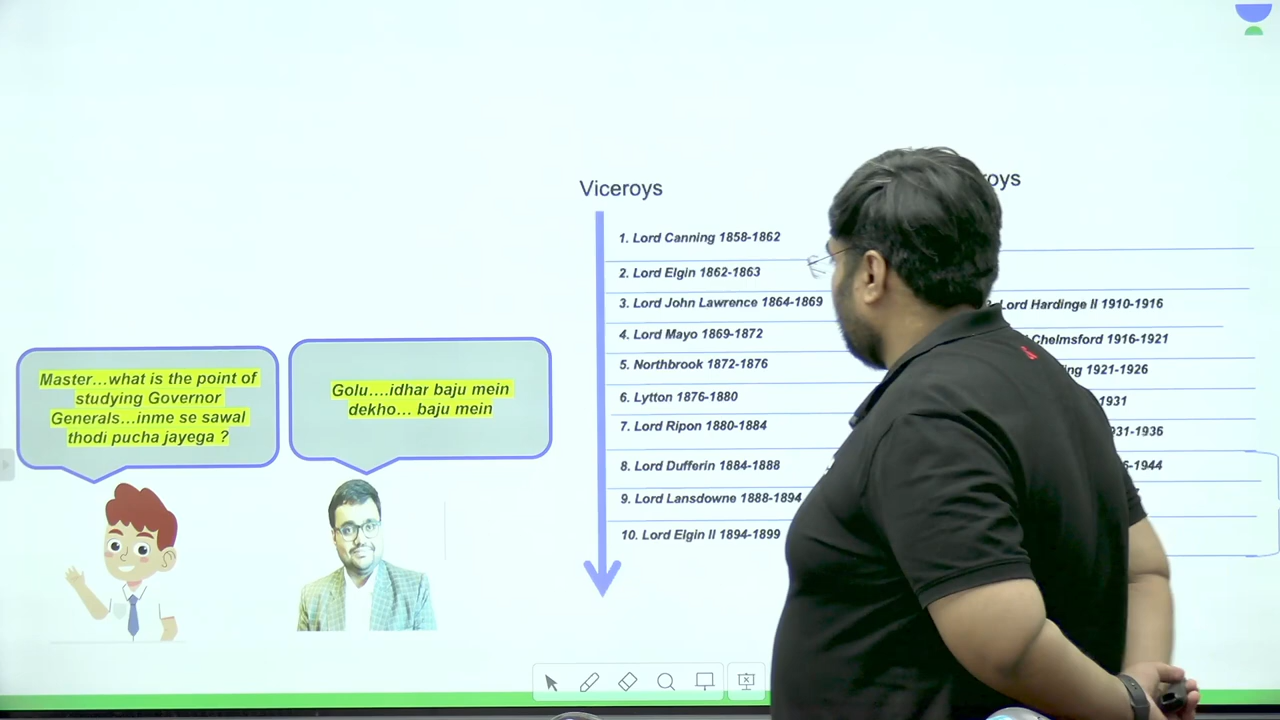 Viceroys
1. Lord Canning 1858-1862
2. Lord Elgin 1862-1863
3. Lord John Lawrence 1864-1869
4. Lord Mayo 1869-1872
5. Northbrook 1872-1876
6. Lytton 1876-1880
7. Lord Ripon 1880-1884
8. Lord Dufferin 1884-1888
9. Lord Lansdowne 1888-1894
10. Lord Elgin II 1894-1899
Lord Hardinge II 1910-1916
Chelmsford 1916-1921
1921-1926
1931
1931-1936
1944
Master...what is the point of
studying Governor
Generals...inme se sawal
thodi pucha jayega ?
Golu....idhar baju mein
dekho... baju mein